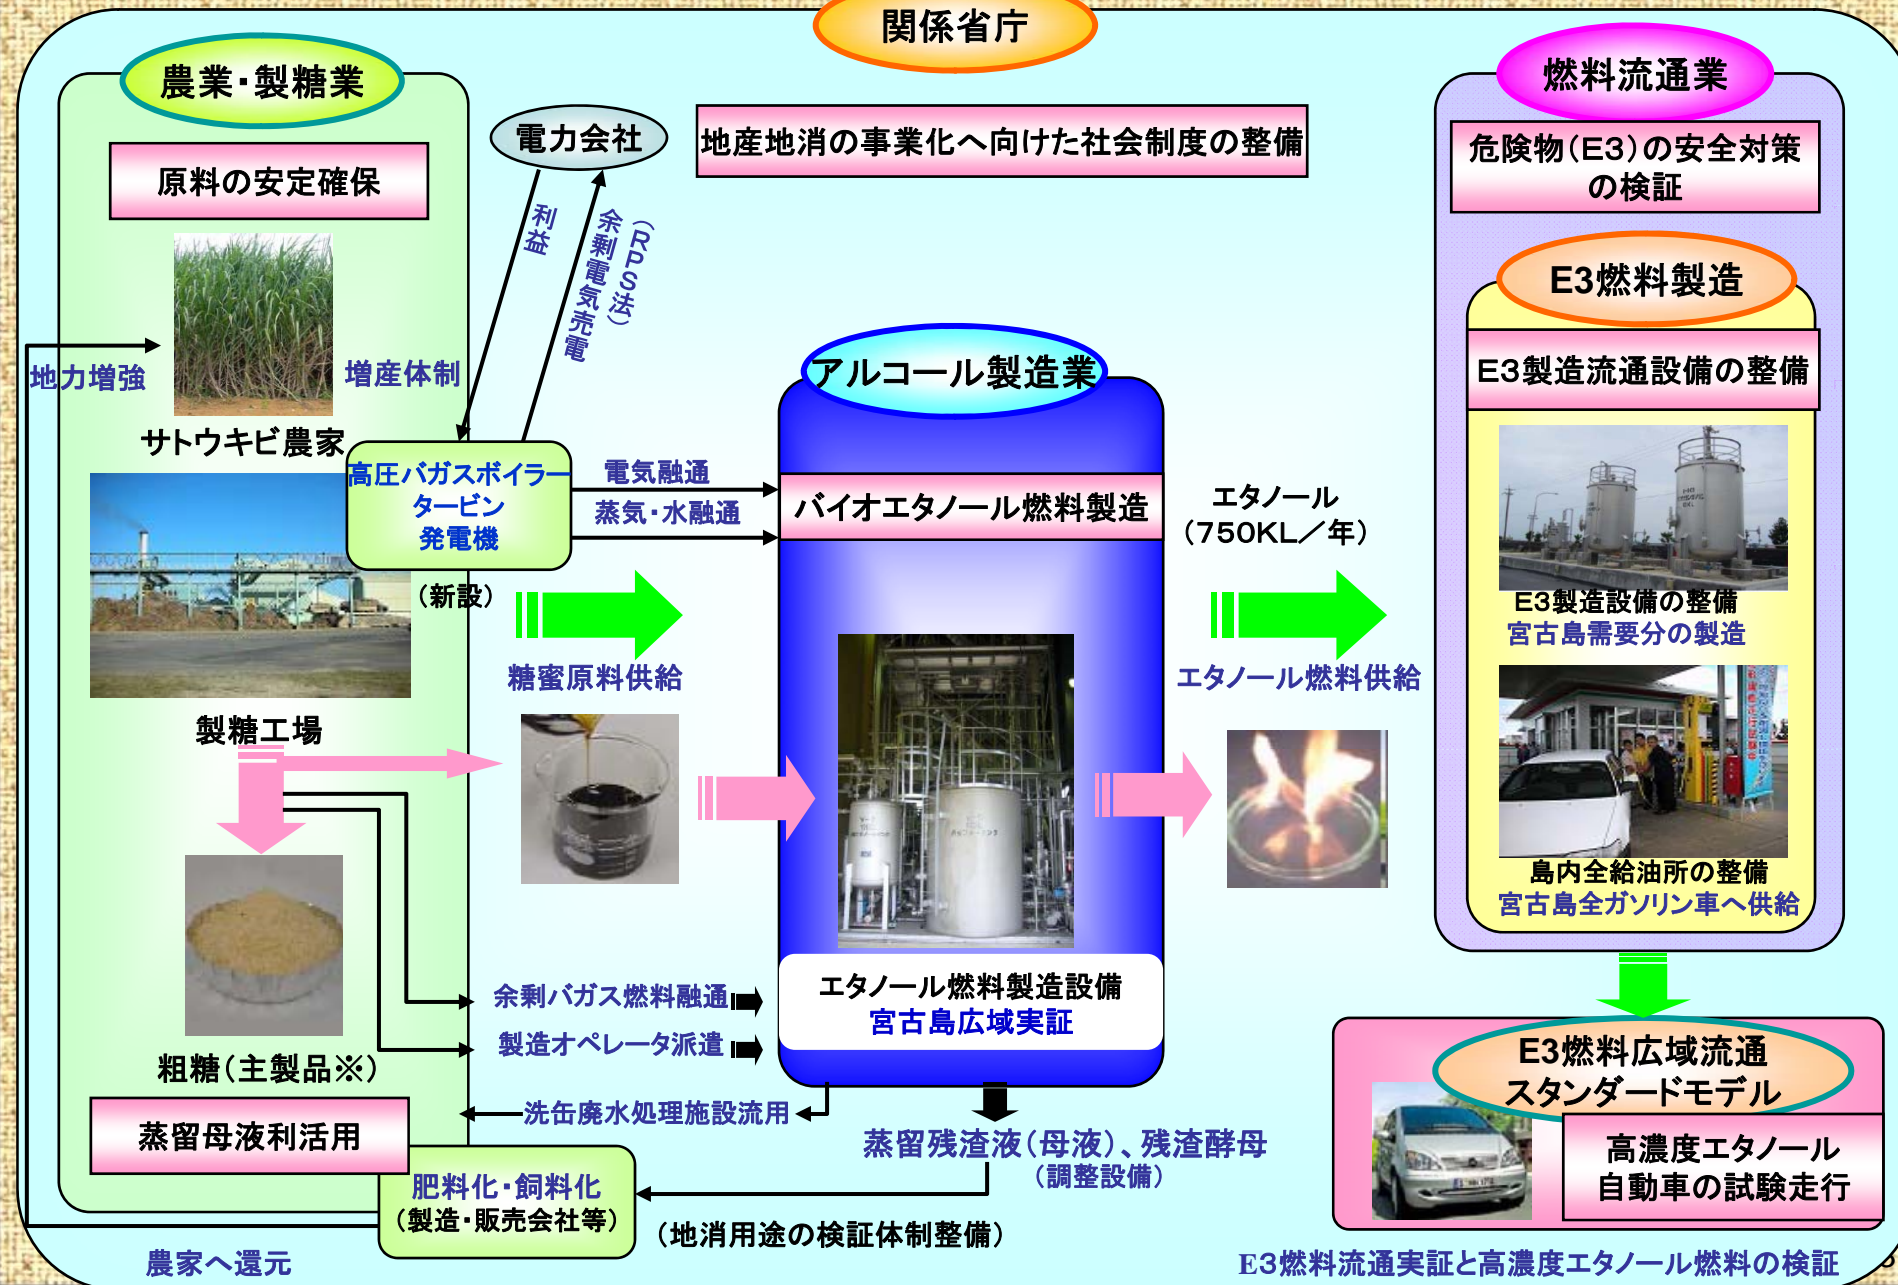 関係省庁
農業・製糖業
原料の安定確保
電力会社
地産地消の事業化へ向けた社会制度の整備
燃料流通業
危険物(E3)の安全対策
の検証
利益
余剰電気売電
(RPS法)
E3燃料製造
E3製造流通設備の整備
地力増強
増産体制
サトウキビ農家
アルコール製造業
高圧バガスボイラー
タービン
発電機
(新設)
電気融通
蒸気・水融通
バイオエタノール燃料製造
エタノール
(750KL/年)
糖蜜原料供給
エタノール燃料供給
E3製造設備の整備
宮古島需要分の製造
製糖工場
島内全給油所の整備
宮古島全ガソリン車へ供給
余剰バガス燃料融通
製造オペレータ派遣
エタノール燃料製造設備
宮古島広域実証
粗糖(主製品※)
蒸留母液利活用
洗缶廃水処理施設流用
蒸留残渣液(母液)、残渣酵母
(調整設備)
肥料化・飼料化
(製造・販売会社等)
(地消用途の検証体制整備)
農家へ還元
E3燃料広域流通
スタンダードモデル
高濃度エタノール
自動車の試験走行
E3燃料流通実証と高濃度エタノール燃料の検証